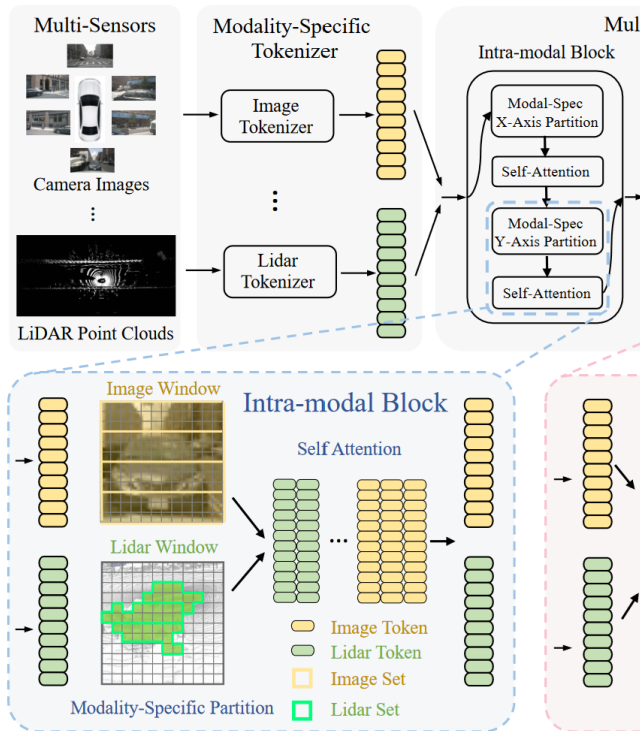 Multi-Sensors
Camera Images
...
LiDAR Point Clouds
Modality-Specific
Tokenizer
Image
Tokenizer
...
Lidar
Tokenizer
Mul
Intra-modal Block
Modal-Spec
X-Axis Partition
Self-Attention
Modal-Spec
Y-Axis Partition
Self-Attention
Image Window
Intra-modal Block
Self Attention
Lidar Window
...
Modality-Specific Partition
Image Token
Lidar Token
Image Set
Lidar Set